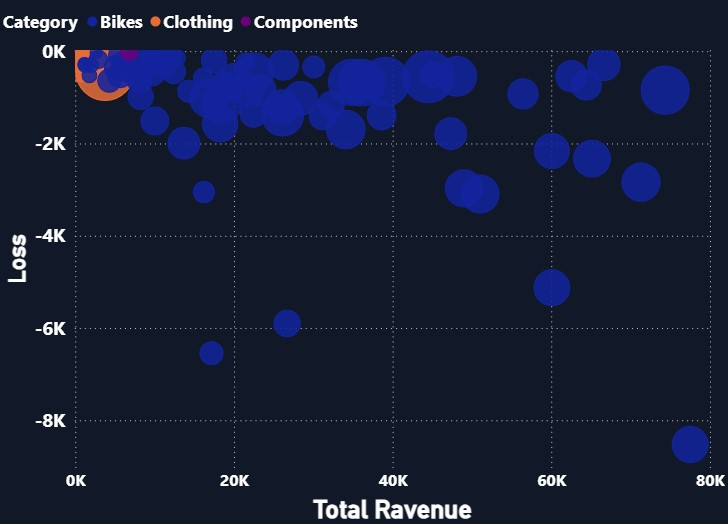 Category Bikes Clothing Components
0K
-2K
-4K
-6K
-8K
Loss
0K 20K 40K 60K 80K
Total Ravenue